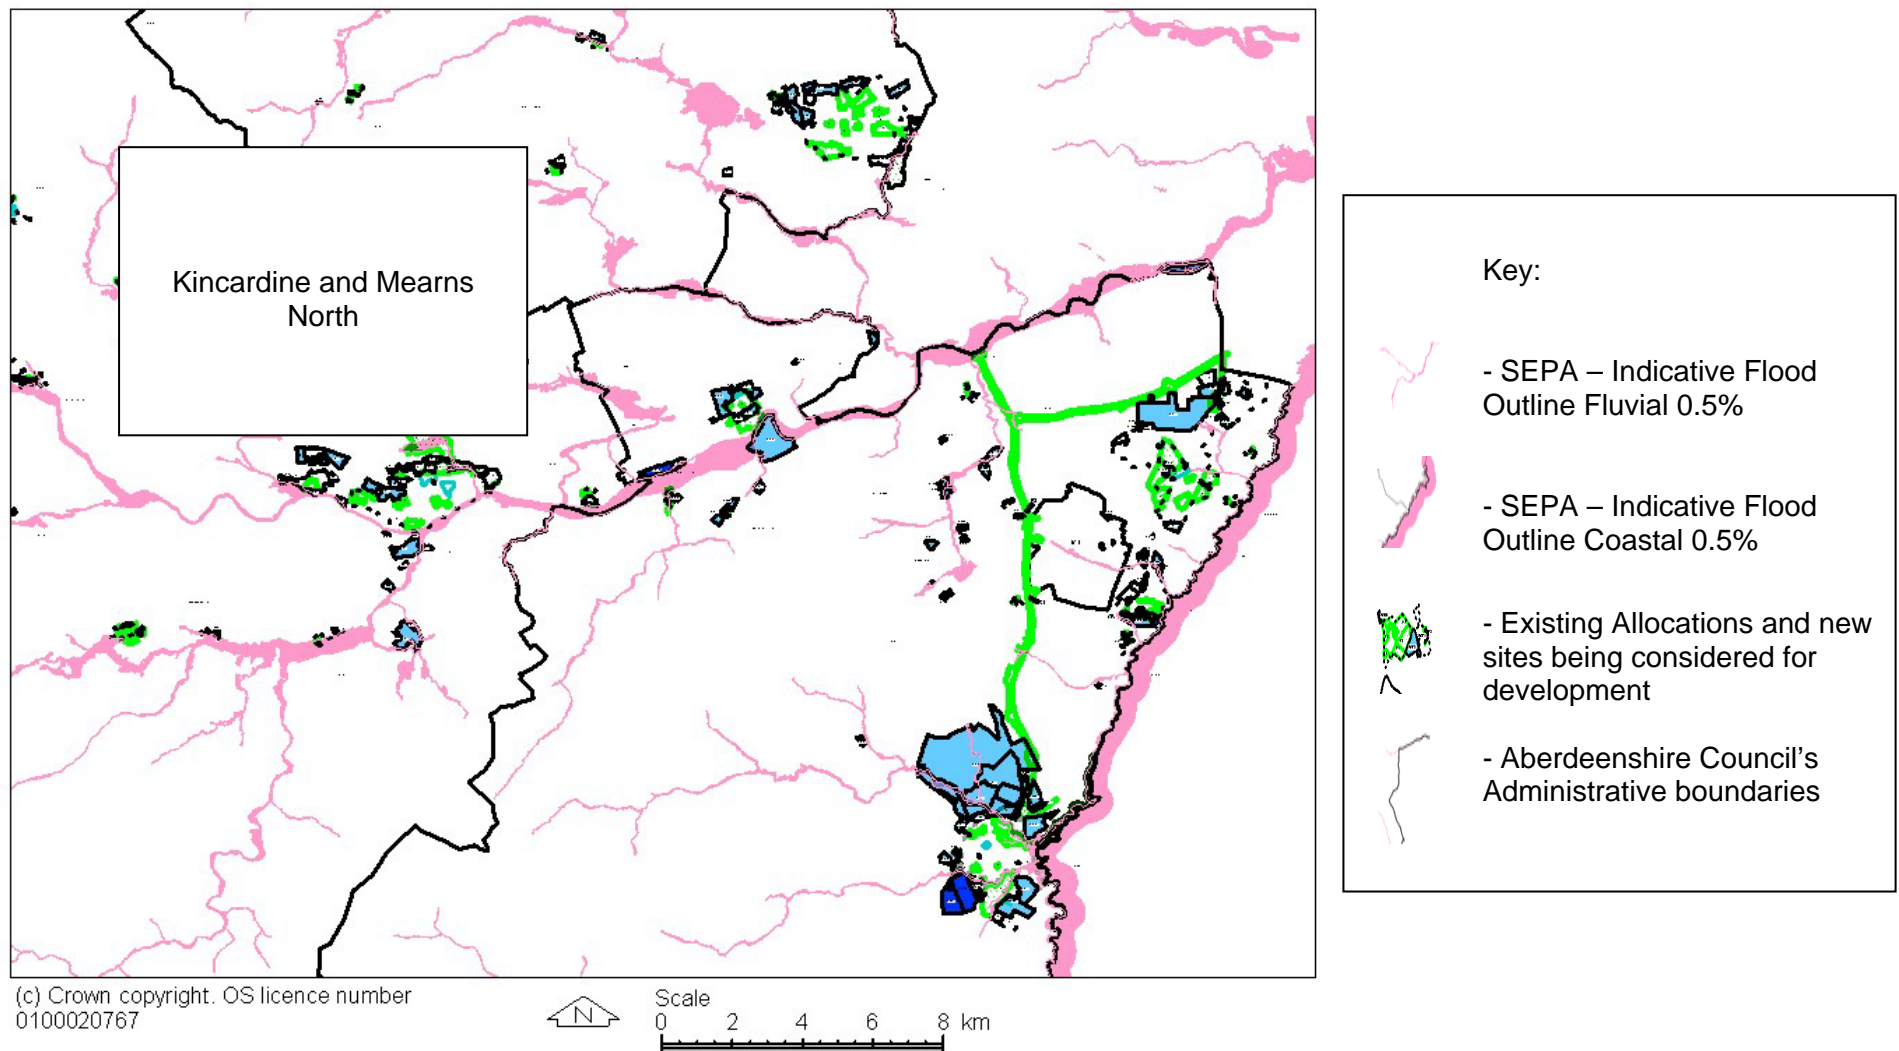 Kincardine and Mearns
North
Key:
- SEPA – Indicative Flood
Outline Fluvial 0.5%
- SEPA – Indicative Flood
Outline Coastal 0.5%
- Existing Allocations and new
sites being considered for
development
- Aberdeenshire Council's
Administrative boundaries
(c) Crown copyright. OS licence number
0100020767
N
Scale
0 2 4 6 8 km